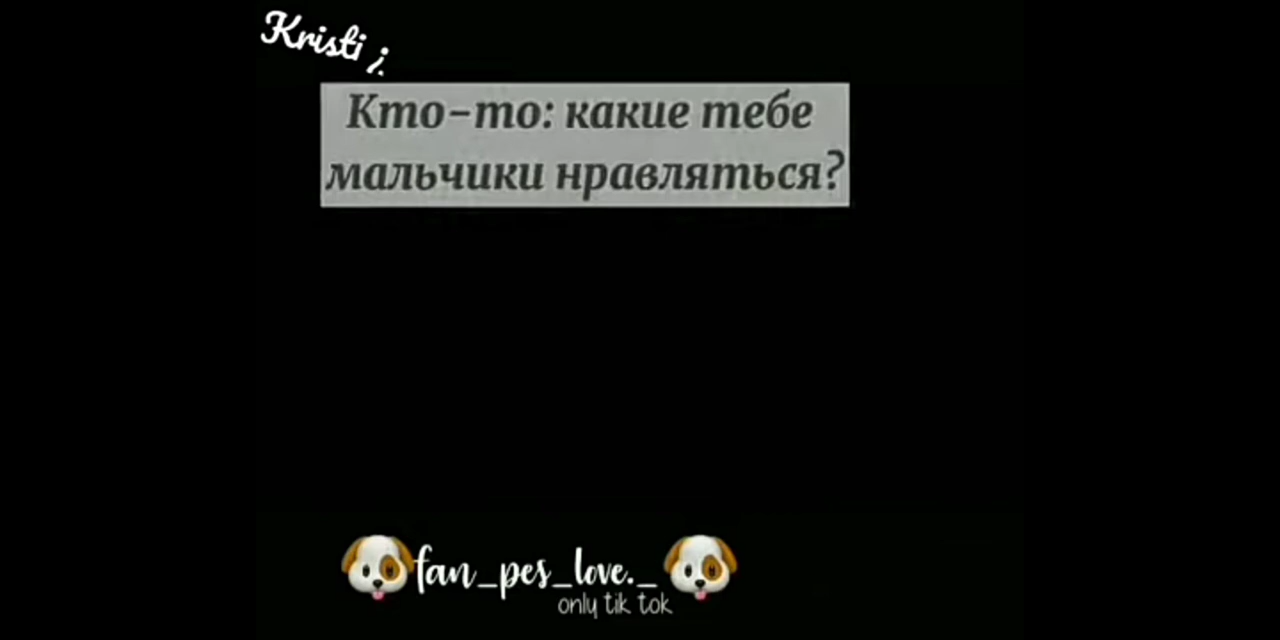 Kristi ;
Кто-то: какие тебе
мальчики нравляться?
fan_pes_love._
only tik tok